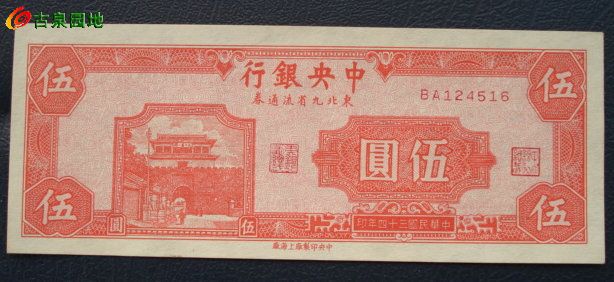 古泉园地
伍 伍
中央銀行
東北九省流通券
BA124516
伍圓
圓 伍
伍 伍
中華民國三十四年印
中央印製廠上海廠